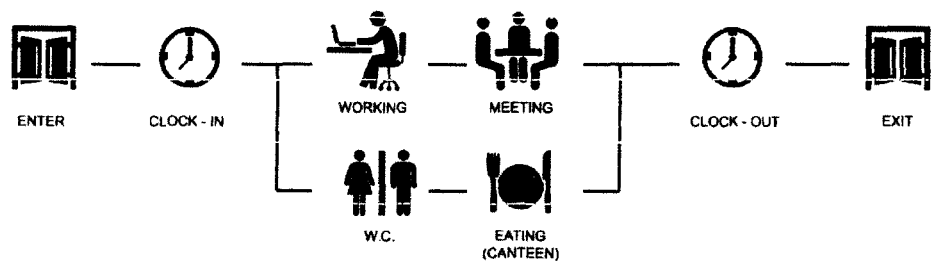 ENTER
CLOCK - IN
WORKING
MEETING
CLOCK - OUT
EXIT
W.C.
EATING
(CANTEEN)